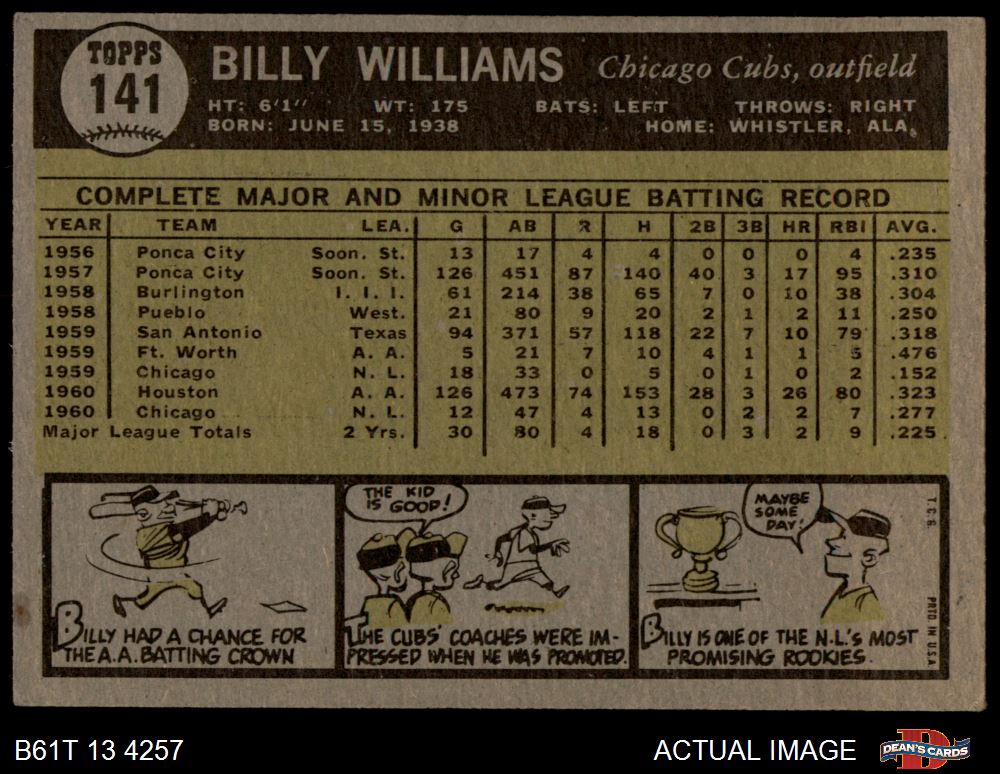 TOPPS
141
BILLY WILLIAMS Chicago Cubs, outfield
HT: 6'1" WT: 175 BATS: LEFT THROWS: RIGHT
BORN: JUNE 15, 1938 HOME: WHISTLER, ALA.
COMPLETE MAJOR AND MINOR LEAGUE BATTING RECORD
YEAR TEAM LEA. G AB R H 2B 3B HR RBI AVG.
1956 Ponca City Soon. St. 13 17 4 4 0 0 0 4 .235
1957 Ponca City Soon. St. 126 451 87 140 40 3 17 95 .310
1958 Burlington I. I. I. 61 214 38 65 7 0 10 38 .304
1958 Pueblo West. 21 80 9 20 2 1 2 11 .250
1959 San Antonio Texas 94 371 57 118 22 7 10 79 .318
1959 Ft. Worth A. A. 5 21 7 10 4 1 1 5 .476
1959 Chicago N. L. 18 33 0 5 0 1 0 2 .152
1960 Houston A. A. 126 473 74 153 28 3 26 80 .323
1960 Chicago N. L. 12 47 4 13 0 2 2 7 .277
Major League Totals 2 Yrs. 30 80 4 18 0 3 2 9 .225
BILLY HAD A CHANCE FOR
THE A.A. BATTING CROWN
THE KID
IS GOOD!
THE CUBS' COACHES WERE IM-
PRESSED WHEN HE WAS PROMOTED.
MAYBE
SOME
DAY!
BILLY IS ONE OF THE N.L.'S MOST
PROMISING ROOKIES.
T.C.G.
PRTD IN U.S.A.
B61T 13 4257
ACTUAL IMAGE
DEAN'S CARDS